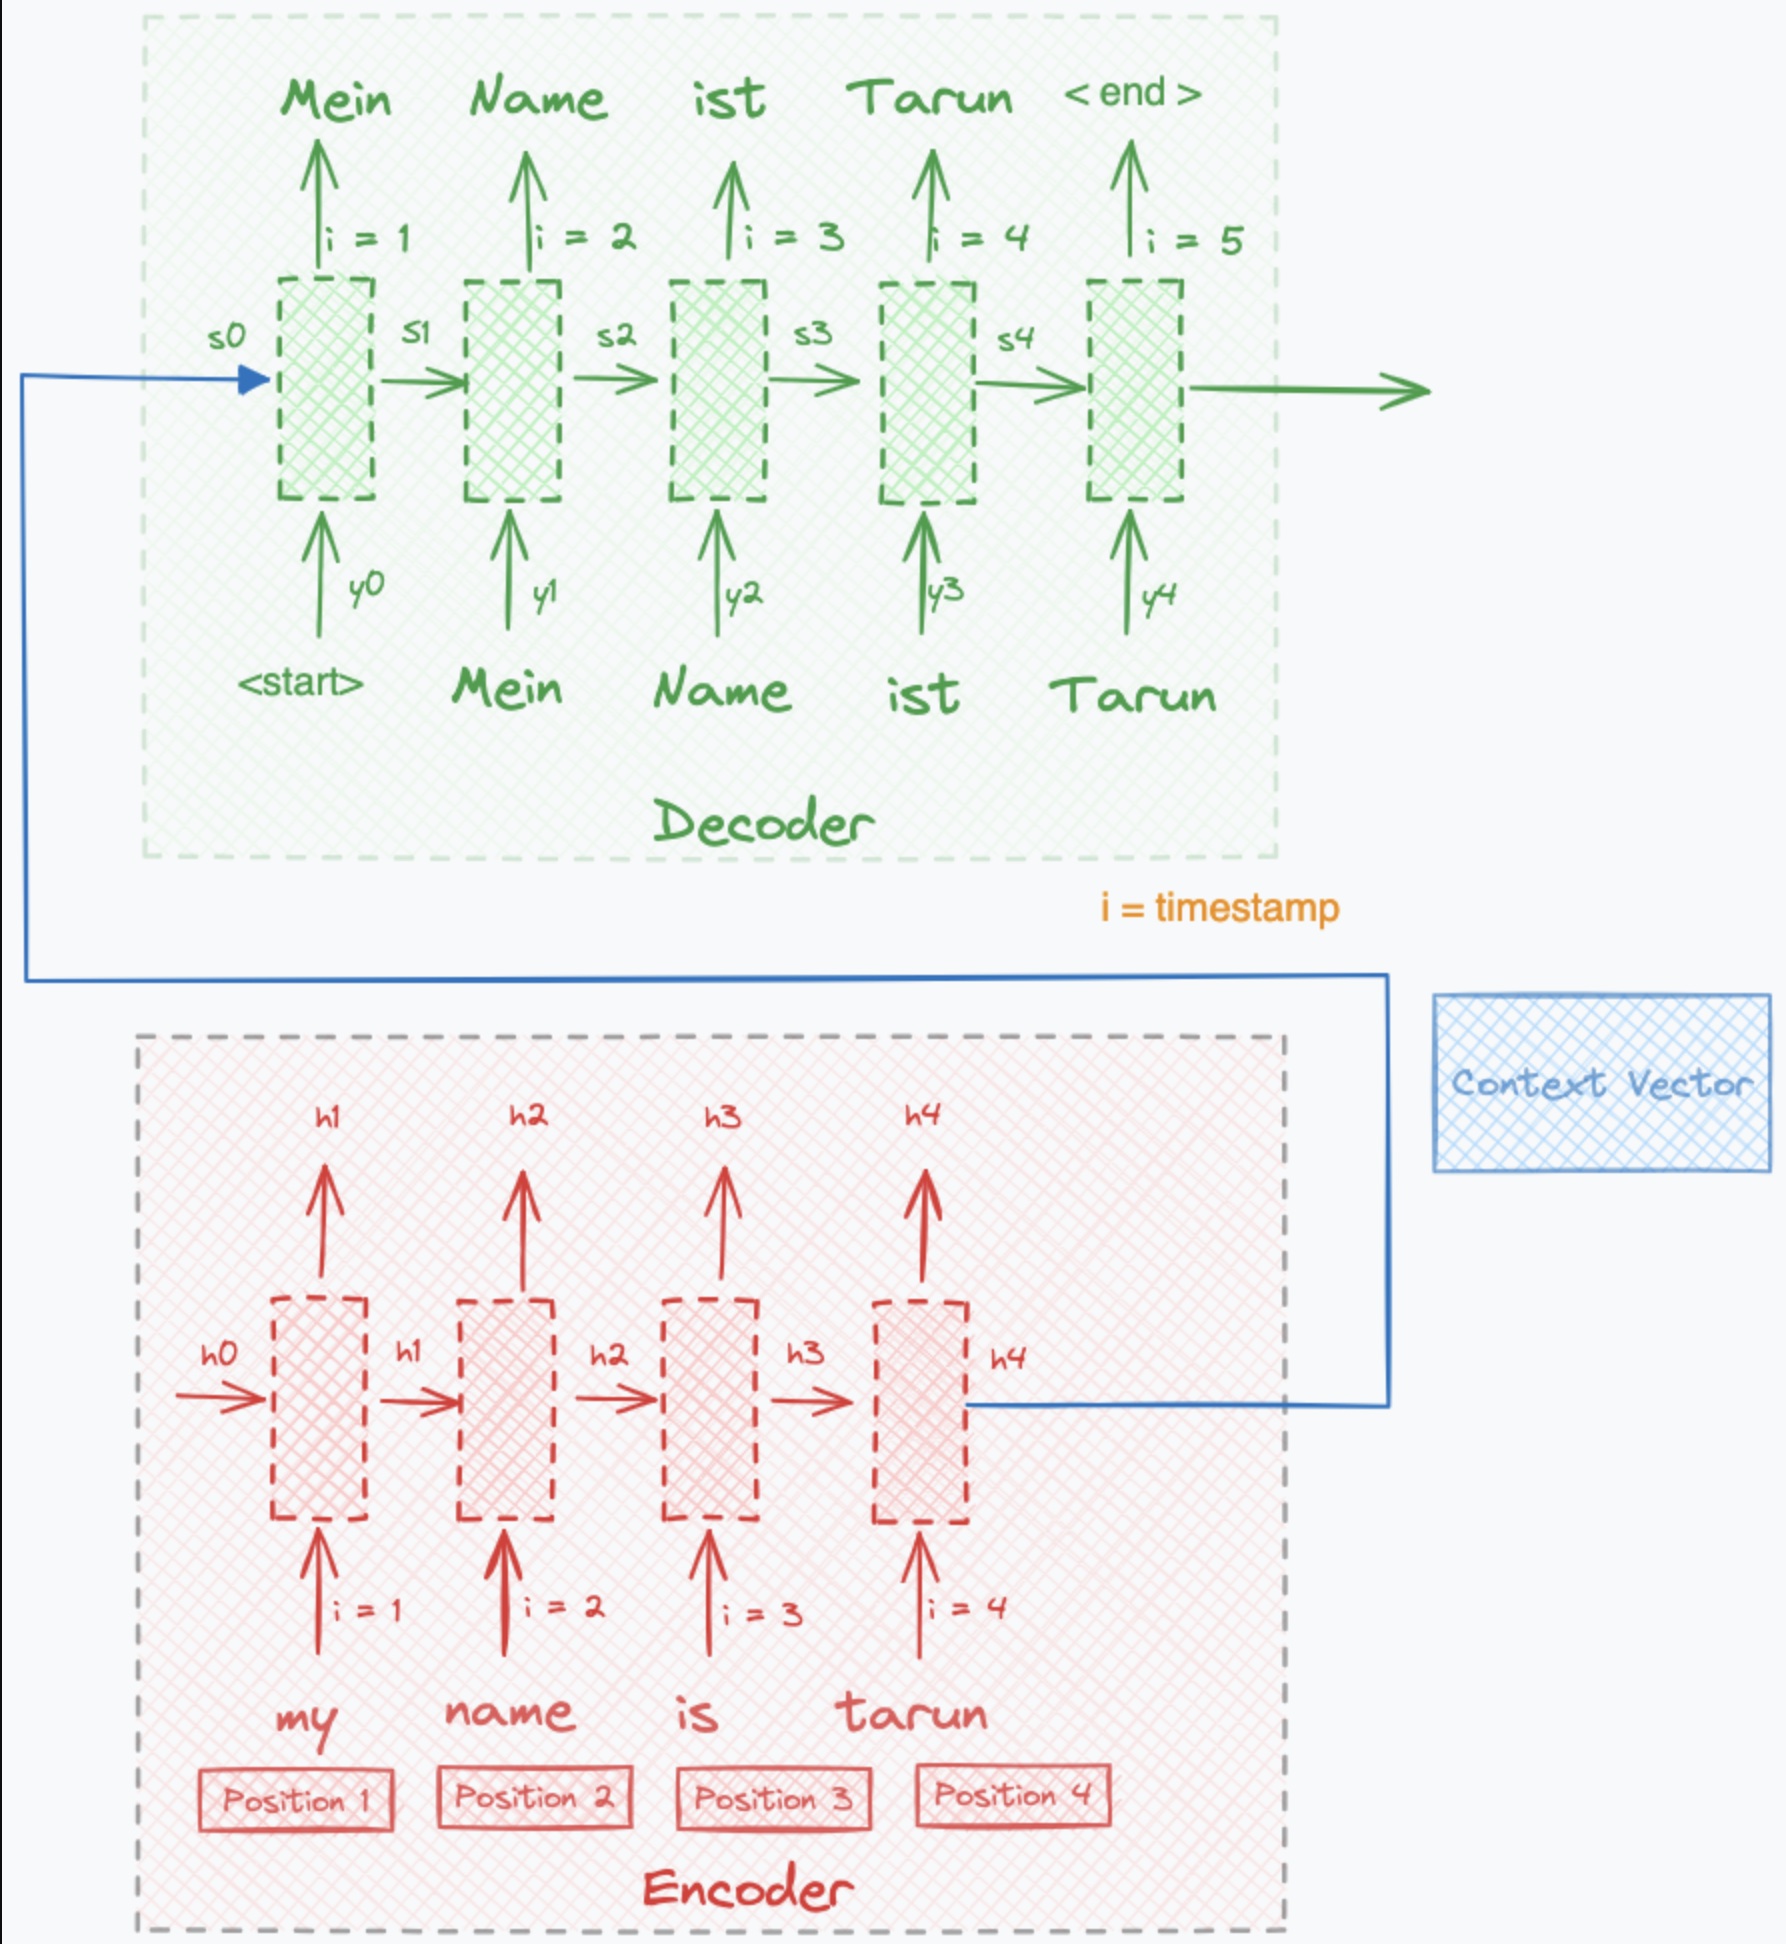 Mein Name ist Tarun < end >
i = 1 i = 2 i = 3 i = 4 i = 5
s0 S1 s2 s3 s4
y0 y1 y2 y3 y4
<start> Mein Name ist Tarun
Decoder
i = timestamp
Context Vector
h1 h2 h3 h4
h0 h1 h2 h3 h4
i = 1 i = 2 i = 3 i = 4
my name is tarun
Position 1 Position 2 Position 3 Position 4
Encoder